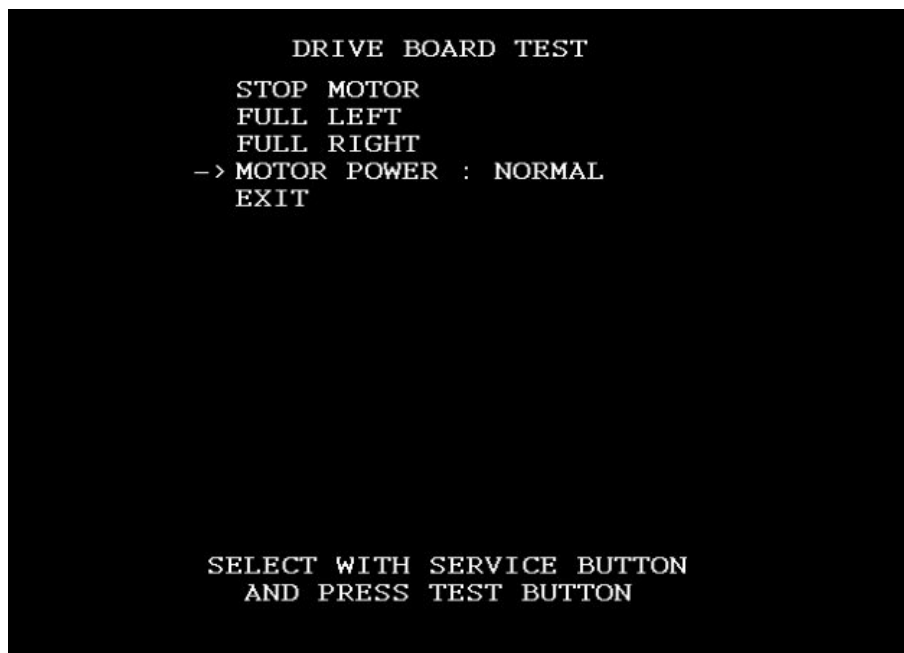 DRIVE BOARD TEST
STOP MOTOR
FULL LEFT
FULL RIGHT
-> MOTOR POWER : NORMAL
EXIT
SELECT WITH SERVICE BUTTON
AND PRESS TEST BUTTON